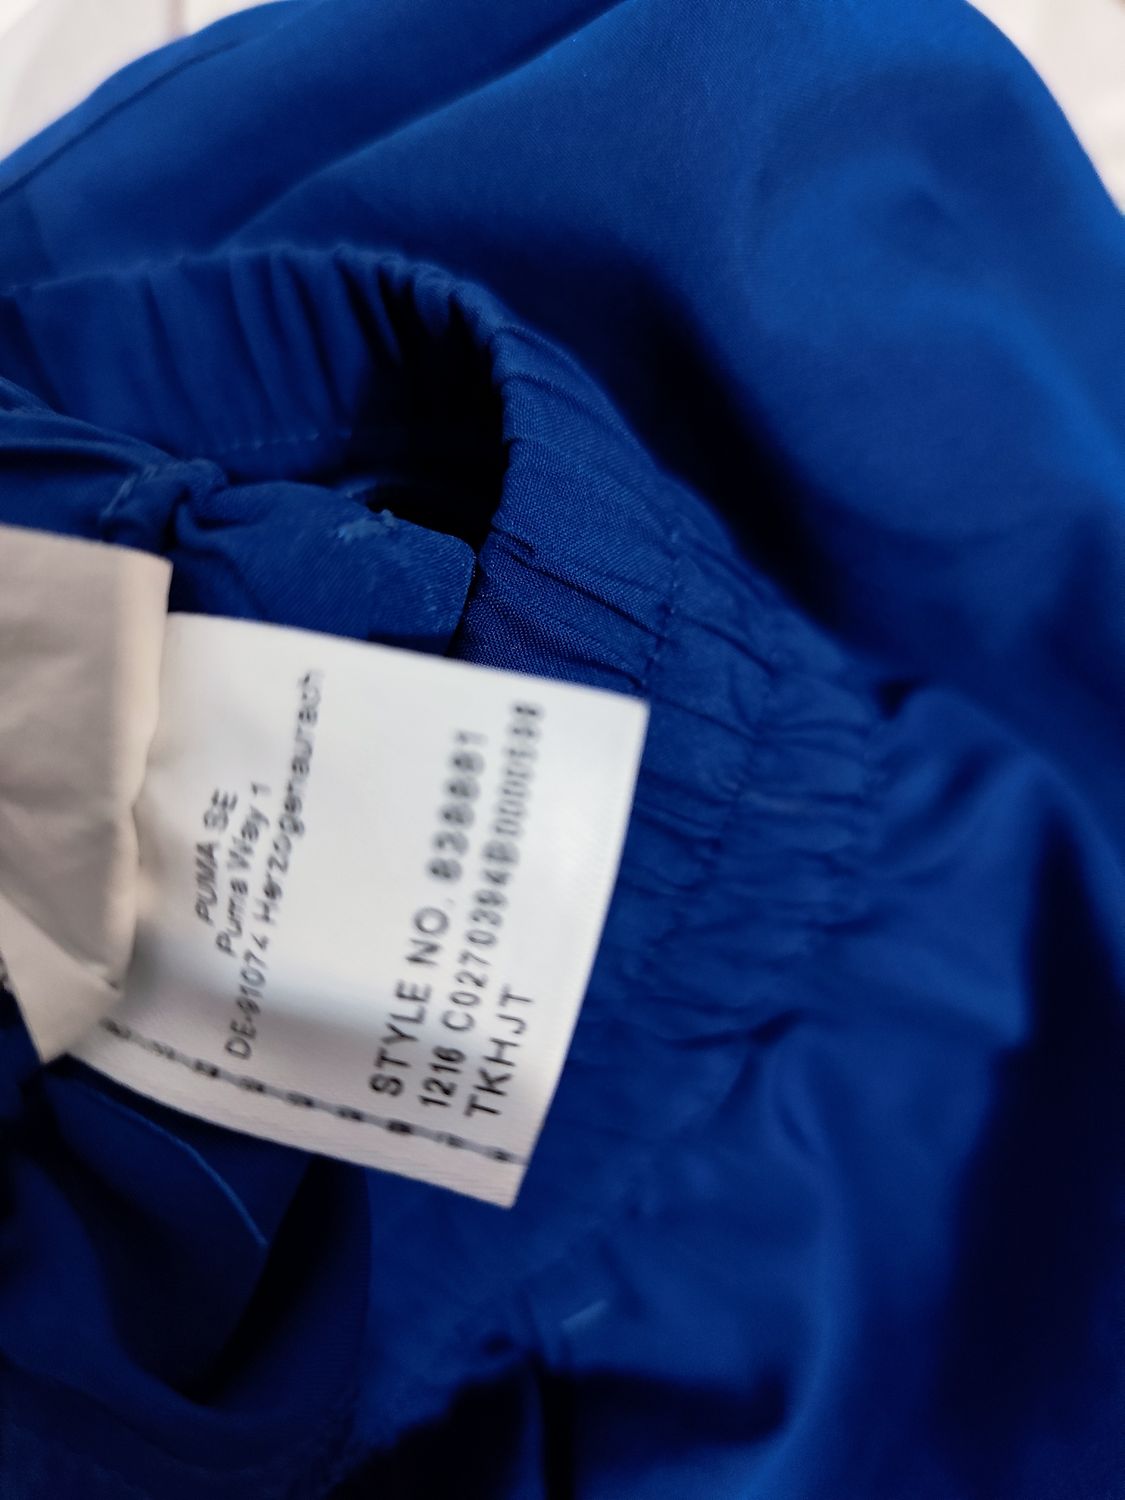 PUMA SE
Puma Way 1
DE-91074 Herzogenaurach
STYLE NO.
1216
TKHJT